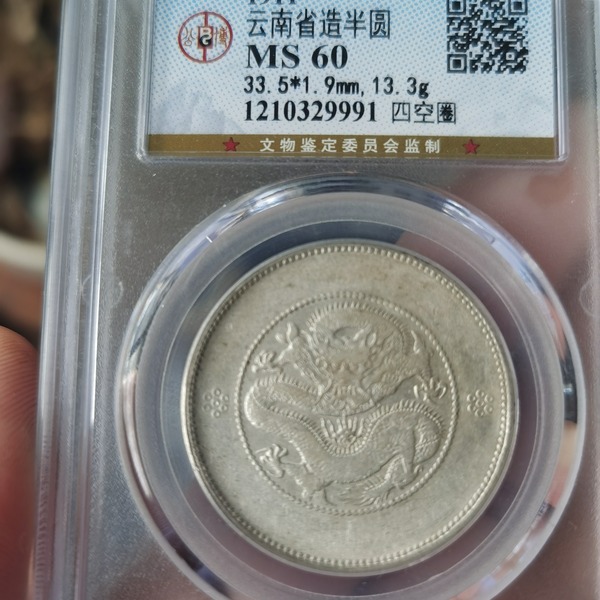 云南省造半圆
MS 60
33.5*1.9mm,13.3g
1210329991 四空圈
文物鉴定委员会监制